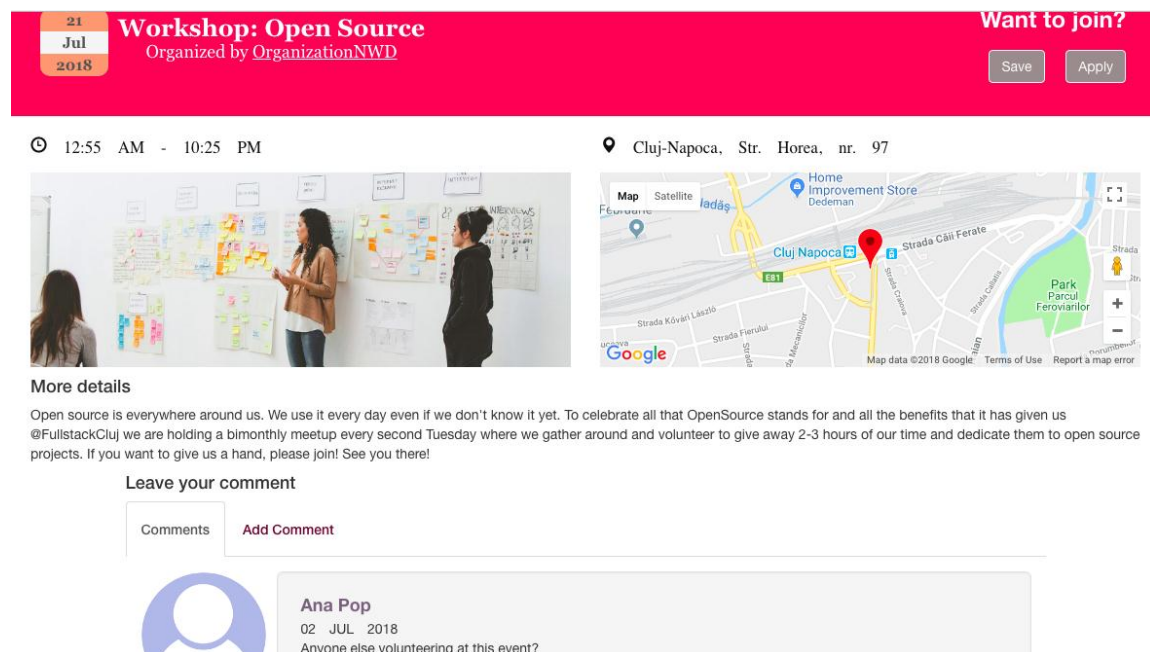 21
Jul
2018
Workshop: Open Source
Organized by OrganizationNWD
Want to join?
Save
Apply
12:55 AM - 10:25 PM
Cluj-Napoca, Str. Horea, nr. 97
INTERVIEWS
Map
Satellite
Home
Improvement Store
Dedeman
Cluj Napoca
Strada Căii Ferate
E81
Strada
Park
Parcul
Feroviarilor
Strada Kővári László
Strada Fierului
Strada Craiova
Google
Map data ©2018 Google
Terms of Use
Report a map error
More details
Open source is everywhere around us. We use it every day even if we don't know it yet. To celebrate all that OpenSource stands for and all the benefits that it has given us
@FullstackCluj we are holding a bimonthly meetup every second Tuesday where we gather around and volunteer to give away 2-3 hours of our time and dedicate them to open source
projects. If you want to give us a hand, please join! See you there!
Leave your comment
Comments
Add Comment
Ana Pop
02 JUL 2018
Anyone else volunteering at this event?